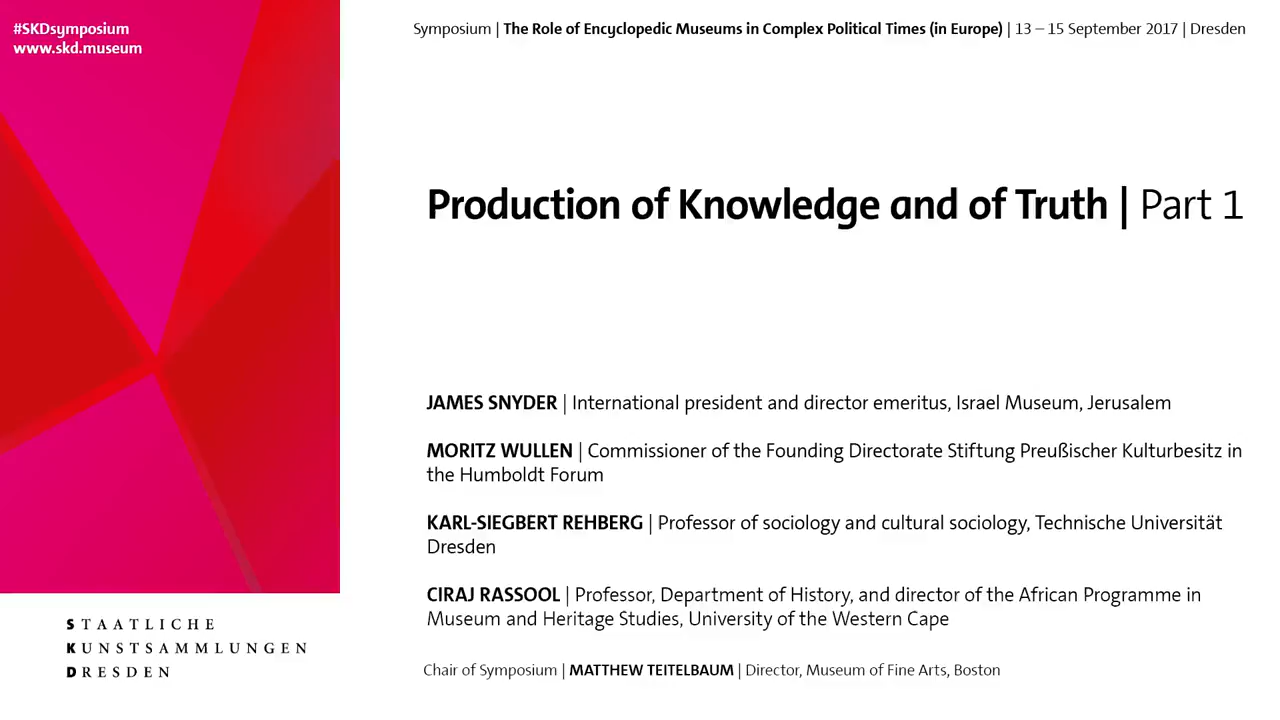 #SKDsymposium
www.skd.museum
Symposium | The Role of Encyclopedic Museums in Complex Political Times (in Europe) | 13 – 15 September 2017 | Dresden
Production of Knowledge and of Truth | Part 1
JAMES SNYDER | International president and director emeritus, Israel Museum, Jerusalem
MORITZ WULLEN | Commissioner of the Founding Directorate Stiftung Preußischer Kulturbesitz in
the Humboldt Forum
KARL-SIEGBERT REHBERG | Professor of sociology and cultural sociology, Technische Universität
Dresden
CIRAJ RASSOOL | Professor, Department of History, and director of the African Programme in
Museum and Heritage Studies, University of the Western Cape
Chair of Symposium | MATTHEW TEITELBAUM | Director, Museum of Fine Arts, Boston
STAATLICHE
KUNSTSAMMLUNGEN
DRESDEN